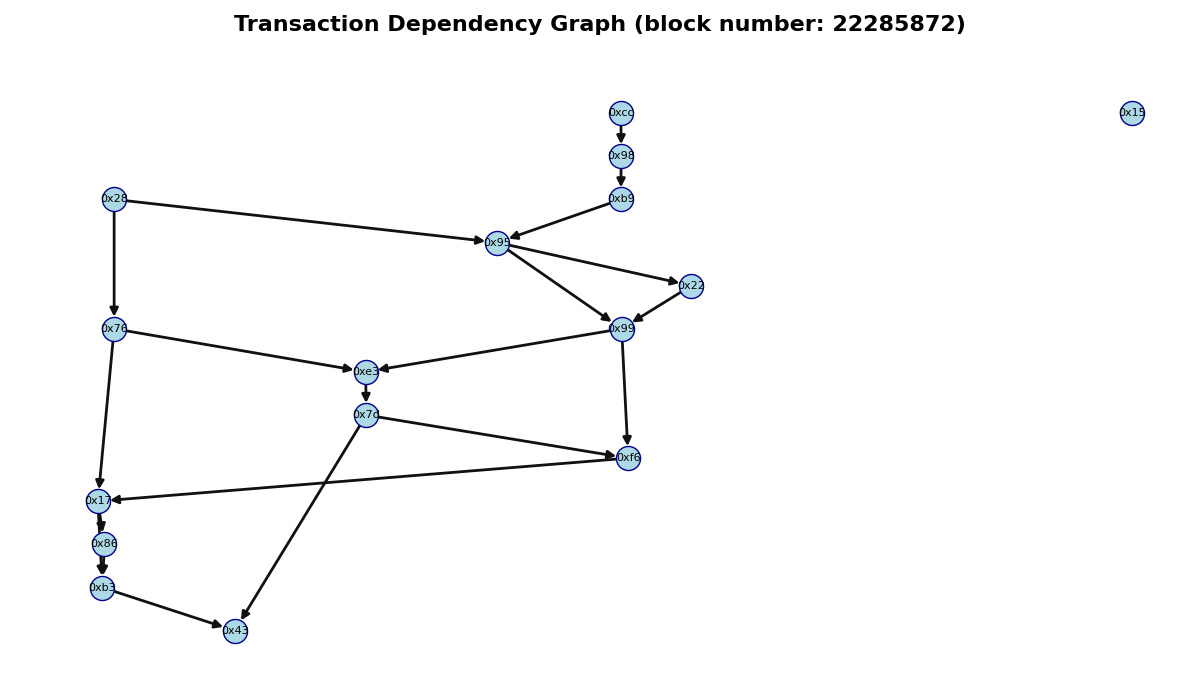 Transaction Dependency Graph (block number: 22285872)
0xcc
0x15
0x98
0x28
0xb9
0x95
0x22
0x76
0x99
0xe3
0xf6
0x17
0x86
0xb3
0x43